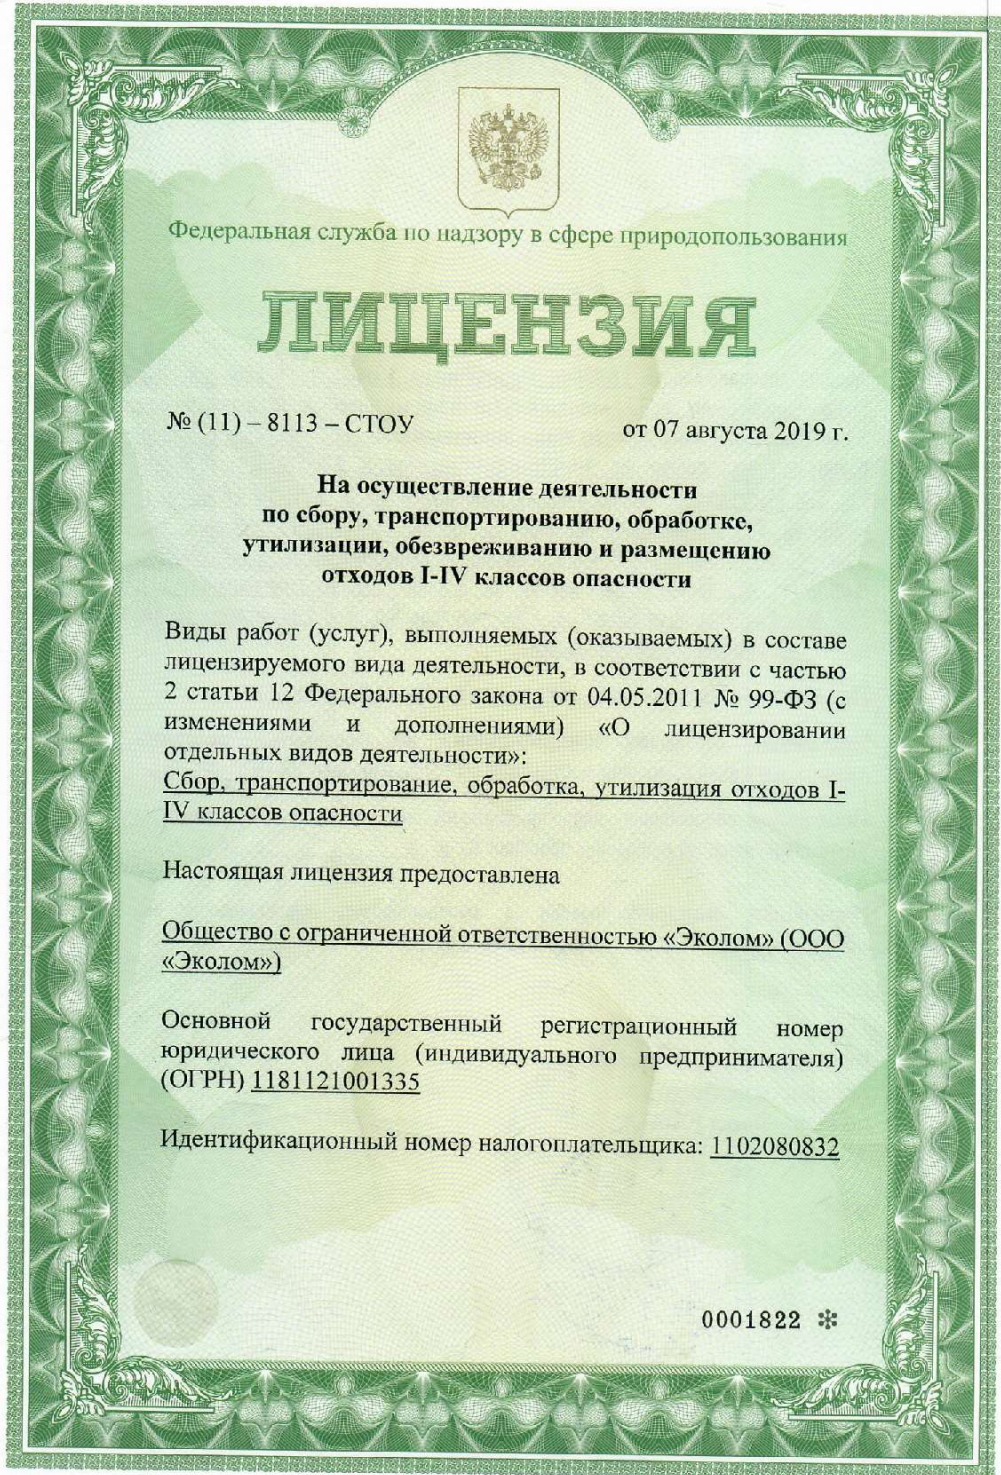 Федеральная служба по надзору в сфере природопользования
ЛИЦЕНЗИЯ
№ (11) – 8113 – СТОУ
от 07 августа 2019 г.
На осуществление деятельности
по сбору, транспортированию, обработке,
утилизации, обезвреживанию и размещению
отходов I-IV классов опасности
Виды работ (услуг), выполняемых (оказываемых) в составе
лицензируемого вида деятельности, в соответствии с частью
2 статьи 12 Федерального закона от 04.05.2011 № 99-ФЗ (с
изменениями и дополнениями) «О лицензировании
отдельных видов деятельности»:
Сбор, транспортирование, обработка, утилизация отходов I-
IV классов опасности
Настоящая лицензия предоставлена
Общество с ограниченной ответственностью «Эколом» (ООО
«Эколом»)
Основной государственный регистрационный номер
юридического лица (индивидуального предпринимателя)
(ОГРН) 1181121001335
Идентификационный номер налогоплательщика: 1102080832
0001822 ✻